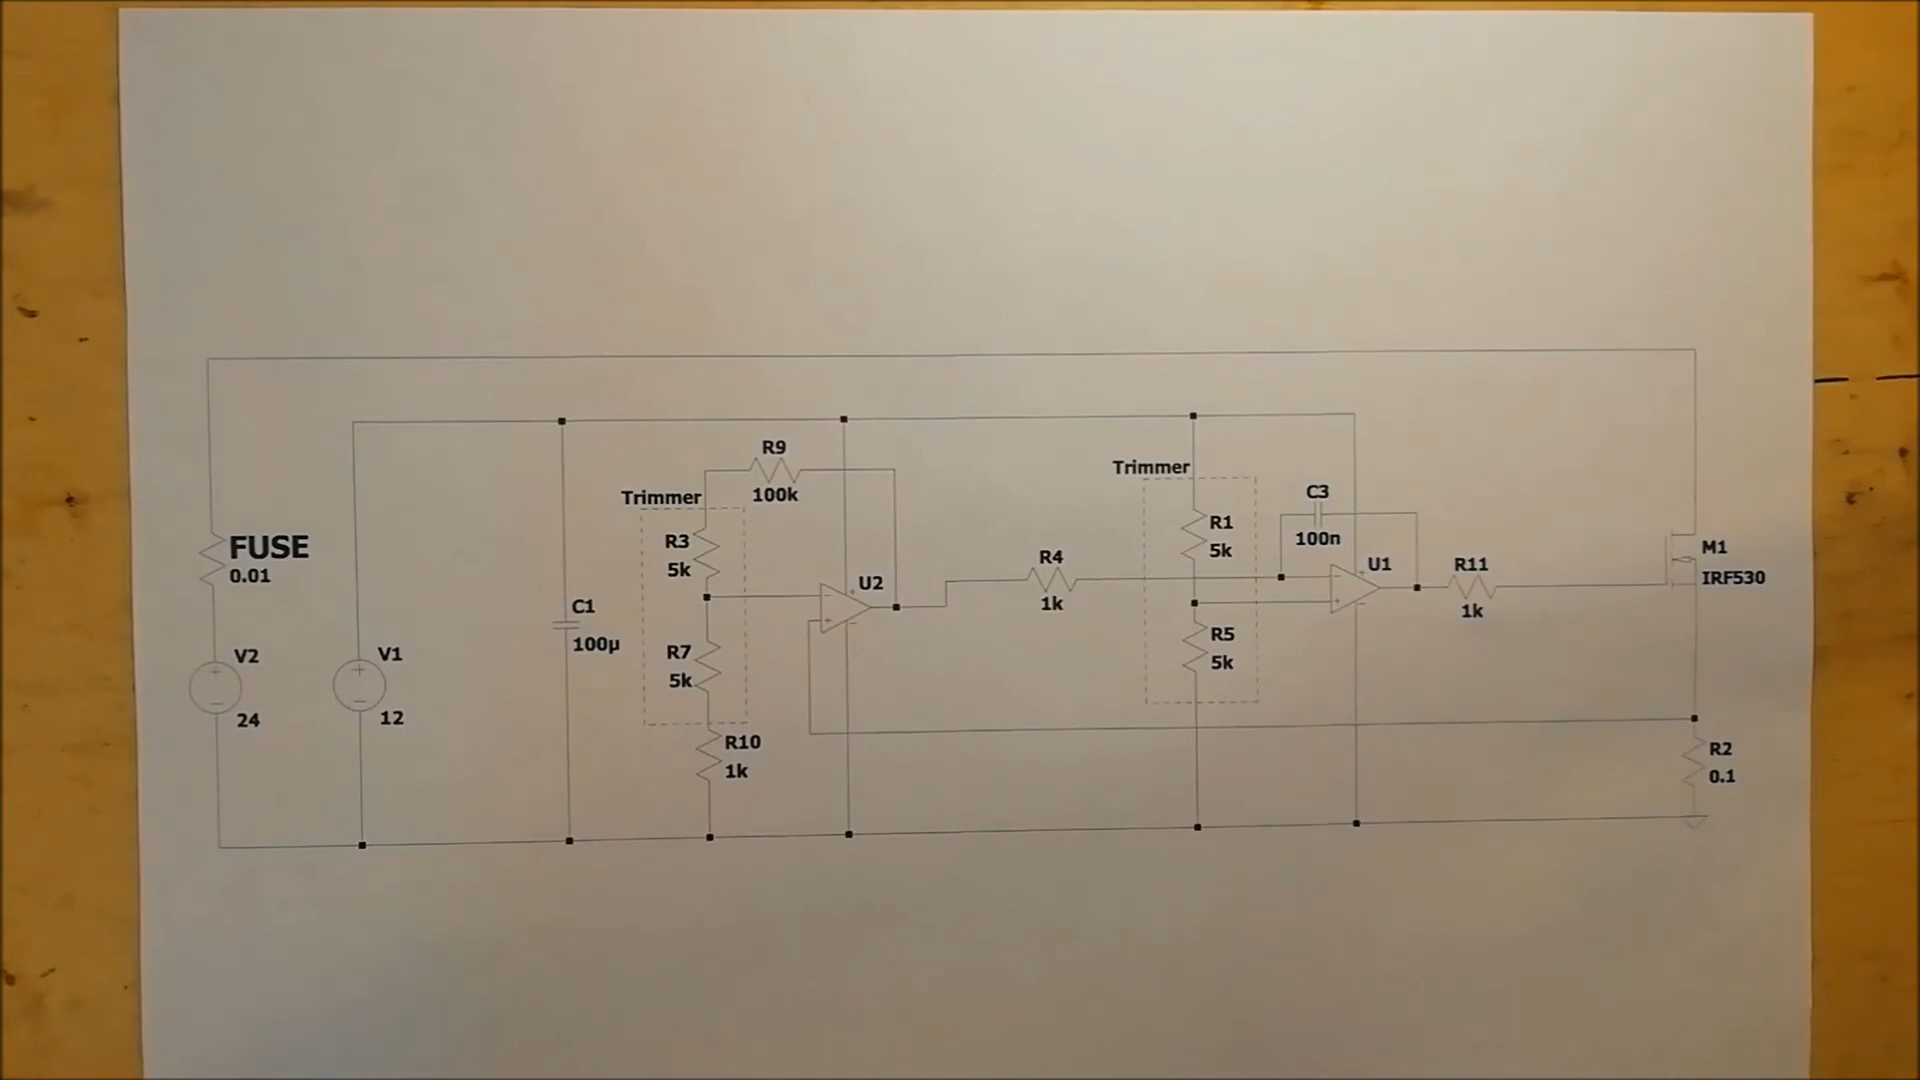 FUSE
0.01
V2
24
V1
12
C1
100µ
Trimmer
R9
100k
R3
5k
R7
5k
R10
1k
U2
R4
1k
Trimmer
R1
5k
R5
5k
C3
100n
U1
R11
1k
M1
IRF530
R2
0.1